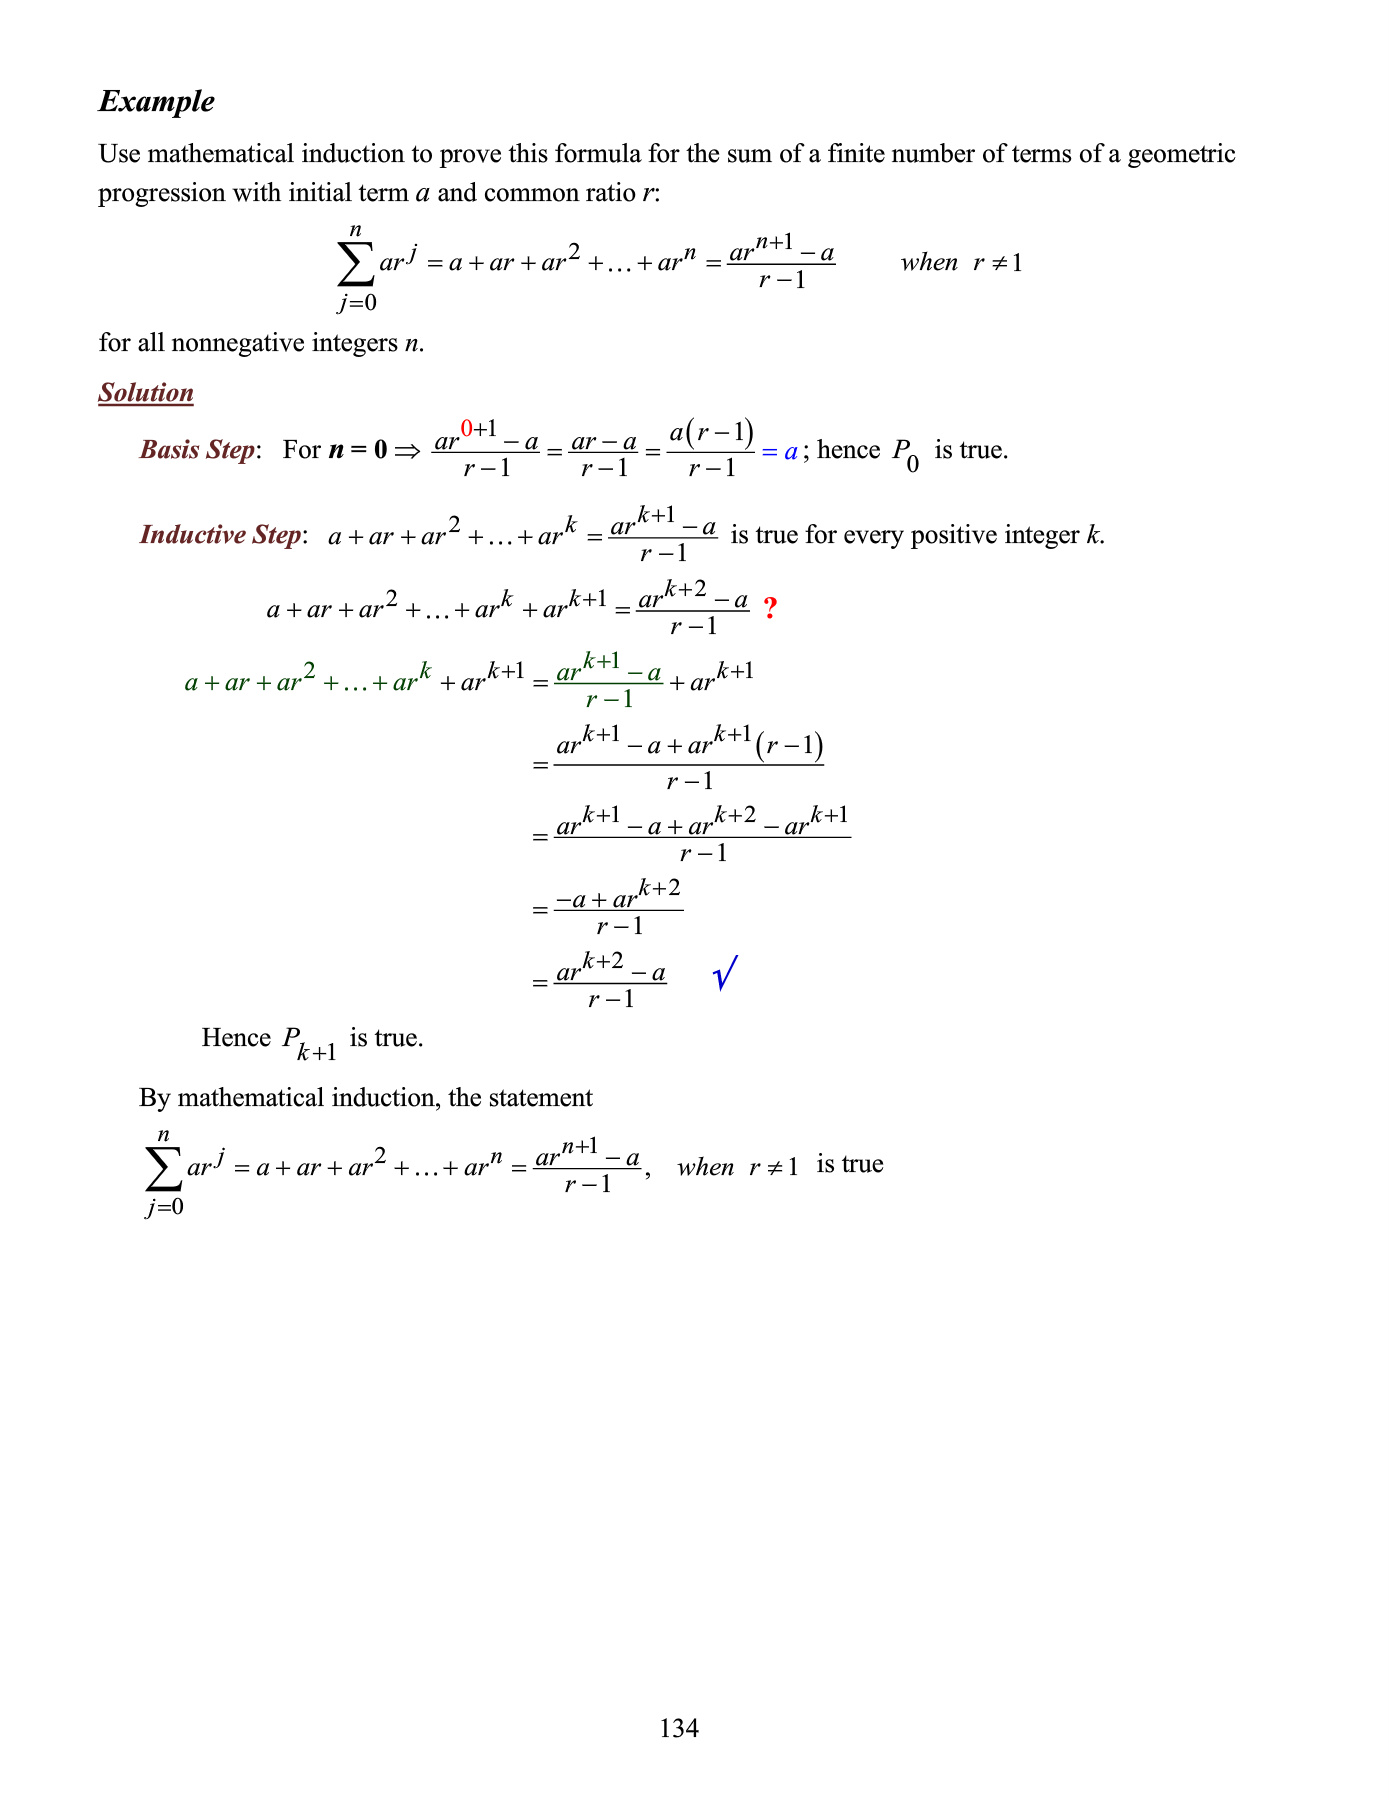 Example
Use mathematical induction to prove this formula for the sum of a finite number of terms of a geometric
progression with initial term a and common ratio r:
$\sum_{j=0}^{n} ar^j = a + ar + ar^2 + \ldots + ar^n = \frac{ar^{n+1} - a}{r-1}$ when $r \neq 1$
for all nonnegative integers n.
Solution
Basis Step: For n = 0 $\Rightarrow \frac{ar^{0+1} - a}{r-1} = \frac{ar - a}{r-1} = \frac{a(r-1)}{r-1} = a$; hence $P_0$ is true.
Inductive Step: $a + ar + ar^2 + \ldots + ar^k = \frac{ar^{k+1} - a}{r-1}$ is true for every positive integer k.
$a + ar + ar^2 + \ldots + ar^k + ar^{k+1} = \frac{ar^{k+2} - a}{r-1}$ ?
$a + ar + ar^2 + \ldots + ar^k + ar^{k+1} = \frac{ar^{k+1} - a}{r-1} + ar^{k+1}$
$= \frac{ar^{k+1} - a + ar^{k+1}(r-1)}{r-1}$
$= \frac{ar^{k+1} - a + ar^{k+2} - ar^{k+1}}{r-1}$
$= \frac{-a + ar^{k+2}}{r-1}$
$= \frac{ar^{k+2} - a}{r-1}$ √
Hence $P_{k+1}$ is true.
By mathematical induction, the statement
$\sum_{j=0}^{n} ar^j = a + ar + ar^2 + \ldots + ar^n = \frac{ar^{n+1} - a}{r-1}$, when $r \neq 1$ is true
134